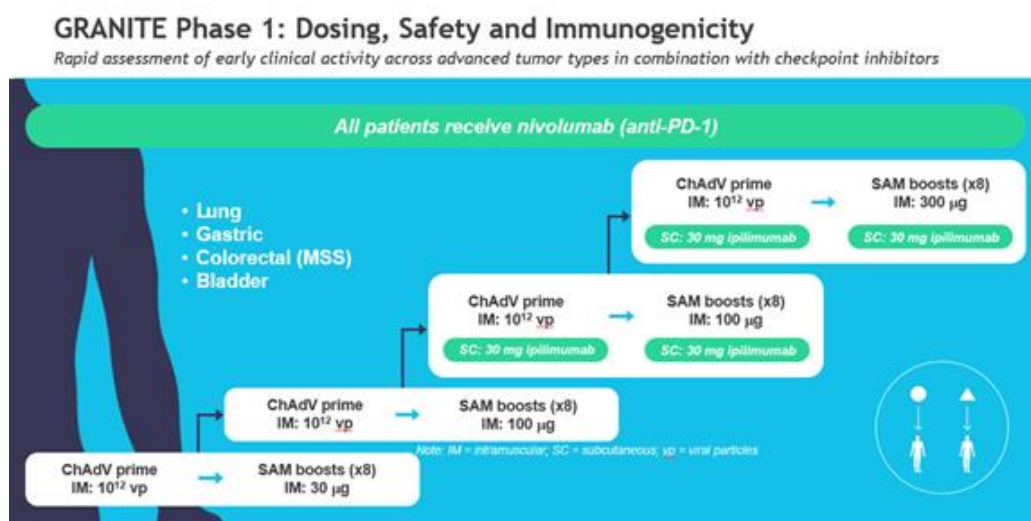 GRANITE Phase 1: Dosing, Safety and Immunogenicity
Rapid assessment of early clinical activity across advanced tumor types in combination with checkpoint inhibitors
All patients receive nivolumab (anti-PD-1)
• Lung
• Gastric
• Colorectal (MSS)
• Bladder
ChAdV prime
IM: 10¹² vp
SC: 30 mg ipilimumab
SAM boosts (x8)
IM: 300 µg
SC: 30 mg ipilimumab
ChAdV prime
IM: 10¹² vp
SC: 30 mg ipilimumab
SAM boosts (x8)
IM: 100 µg
SC: 30 mg ipilimumab
ChAdV prime
IM: 10¹² vp
SAM boosts (x8)
IM: 100 µg
Note: IM = intramuscular; SC = subcutaneous; vp = viral particles
ChAdV prime
IM: 10¹² vp
SAM boosts (x8)
IM: 30 µg